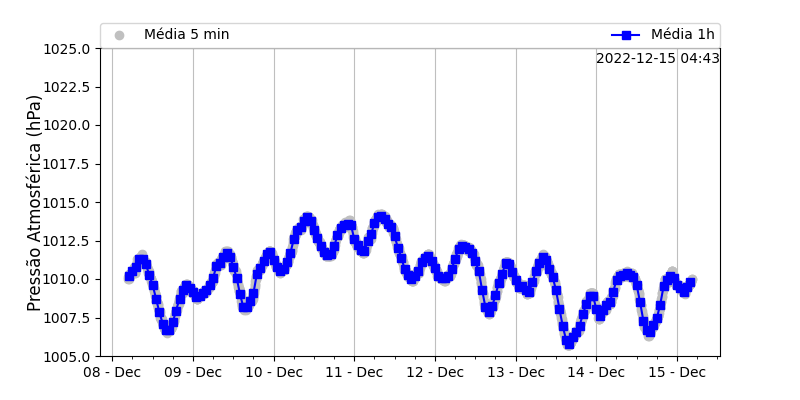 Média 5 min
Média 1h
2022-12-15 04:43
Pressão Atmosférica (hPa)
1025.0
1022.5
1020.0
1017.5
1015.0
1012.5
1010.0
1007.5
1005.0
08 - Dec
09 - Dec
10 - Dec
11 - Dec
12 - Dec
13 - Dec
14 - Dec
15 - Dec